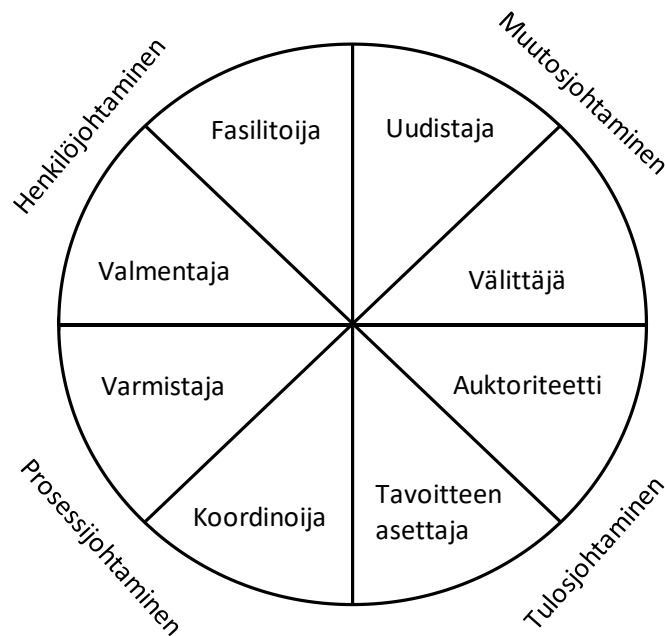 Henkilöjohtaminen
Muutosjohtaminen
Fasilitoija
Uudistaja
Valmentaja
Välittäjä
Varmistaja
Auktoriteetti
Koordinoija
Tavoitteen
asettaja
Prosessijohtaminen
Tulosjohtaminen